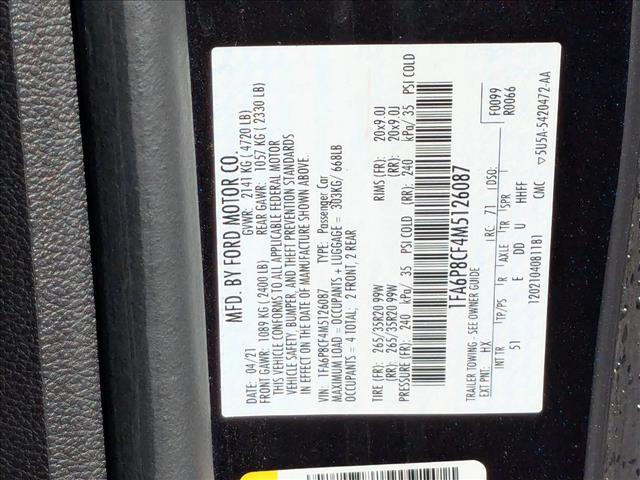 MFD. BY FORD MOTOR CO.
DATE: 04/21 GVWR: 2141 KG ( 4720 LB)
FRONT GAWR: 1089 KG ( 2400 LB) REAR GAWR: 1057 KG ( 2330 LB)
THIS VEHICLE CONFORMS TO ALL APPLICABLE FEDERAL MOTOR
VEHICLE SAFETY, BUMPER, AND THEFT PREVENTION STANDARDS
IN EFFECT ON THE DATE OF MANUFACTURE SHOWN ABOVE.
VIN: 1FA6P8CF4M5126087 TYPE: Passenger Car
MAXIMUM LOAD = OCCUPANTS + LUGGAGE = 303KG/ 668LB
OCCUPANTS = 4 TOTAL; 2 FRONT, 2 REAR
TIRE (FR): 265/35R20 99W RIMS (FR): 20x9.0J
(RR): 265/35R20 99W (RR): 20x9.0J
PRESSURE (FR): 240 kPa/ 35 PSI COLD (RR): 240 kPa/ 35 PSI COLD
1FA6P8CF4M5126087
TRAILER TOWING - SEE OWNER GUIDE
F0099
R0066
EXT PNT: HX RC: 71 DSO:
INT TR TP/PS R AXLE TR SPR
51 E DD U HHFF
12021040811181 CMC ▽5U5A-5420472-AA